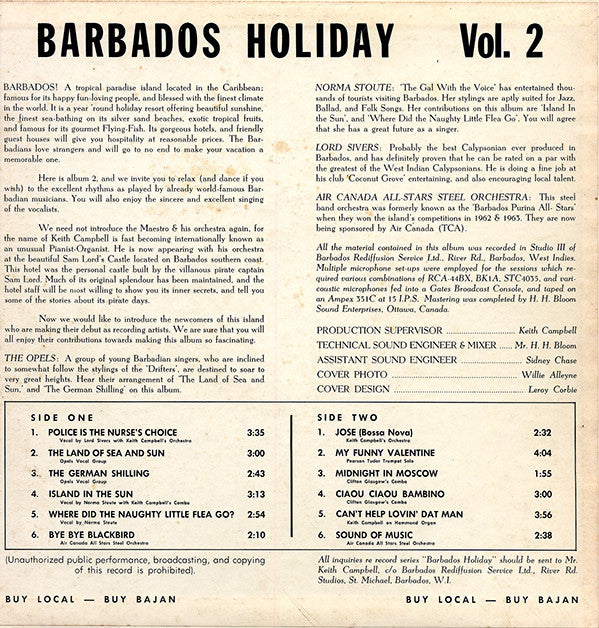 BARBADOS HOLIDAY Vol. 2
BARBADOS! A tropical paradise island located in the Caribbean;
famous for its happy fun-loving people, and blessed with the finest climate
in the world. It is a year 'round holiday resort offering beautiful sunshine,
the finest sea-bathing on its silver sand beaches, exotic tropical fruits,
and famous for its gourmet Flying-Fish. Its gorgeous hotels, and friendly
guest houses will give you hospitality at reasonable prices. The Bar-
badians love strangers and will go to no end to make your vacation a
memorable one.
Here is album 2, and we invite you to relax (and dance if you
wish) to the excellent rhythms as played by already world-famous Bar-
badian musicians. You will also enjoy the sincere and excellent singing
of the vocalists.
We need not introduce the Maestro & his orchestra again, for
the name of Keith Campbell is fast becoming internationally known as
an unusual Pianist-Organist. He is now appearing with his orchestra
at the beautiful Sam Lord's Castle located on Barbados southern coast.
This hotel was the personal castle built by the villanous pirate captain
Sam Lord. Much of its original splendour has been maintained, and the
hotel staff will be most willing to show you its inner secrets, and tell you
some of the stories about its pirate days.
Now we would like to introduce the newcomers of this island
who are making their debut as recording artists. We are sure that you will
all enjoy their contributions towards making this album so fascinating.
THE OPELS: A group of young Barbadian singers, who are inclined
to somewhat follow the stylings of the 'Drifters', are destined to soar to
very great heights. Hear their arrangement of 'The Land of Sea and
Sun,' and 'The German Shilling' on this album.
NORMA STOUTE: 'The Gal With the Voice' has entertained thou-
sands of tourists visiting Barbados. Her stylings are aptly suited for Jazz,
Ballad, and Folk Songs. Her contributions on this album are 'Island In
the Sun', and 'Where Did the Naughty Little Flea Go'. You will agree
that she has a great future as a singer.
LORD SIVERS: Probably the best Calypsonian ever produced in
Barbados, and has definitely proven that he can be rated on a par with
the greatest of the West Indian Calypsonians. He is doing a fine job at
his club 'Coconut Grove' entertaining, and also encouraging local talent.
AIR CANADA ALL-STARS STEEL ORCHESTRA: This steel
band orchestra was formerly known as the 'Barbados Purina All- Stars'
when they won the island's competitions in 1962 & 1963. They are now
being sponsored by Air Canada (TCA).
All the material contained in this album was recorded in Studio III of
Barbados Rediffusion Service Ltd., River Rd., Barbados, West Indies.
Multiple microphone set-ups were employed for the sessions which re-
quired various combinations of RCA-44BX, BK1A, STC4033, and vari-
coustic microphones fed into a Gates Broadcast Console, and taped on
an Ampex 351C at 15 I.P.S. Mastering was completed by H. H. Bloom
Sound Enterprises, Ottawa, Canada.
PRODUCTION SUPERVISOR ........................ Keith Campbell
TECHNICAL SOUND ENGINEER & MIXER ...... Mr. H. H. Bloom
ASSISTANT SOUND ENGINEER ........................ Sidney Chase
COVER PHOTO ........................................ Willie Alleyne
COVER DESIGN ........................................ Leroy Corbie
SIDE ONE
1. POLICE IS THE NURSE'S CHOICE 3:35
Vocal by Lord Sivers with Keith Campbell's Orchestra
2. THE LAND OF SEA AND SUN 3:00
Opels Vocal Group
3. THE GERMAN SHILLING 2:43
Opels Vocal Group
4. ISLAND IN THE SUN 3:13
Vocal by Norma Stoute with Keith Campbell's Combo
5. WHERE DID THE NAUGHTY LITTLE FLEA GO? 2:54
Vocal by Norma Stoute
6. BYE BYE BLACKBIRD 2:10
Air Canada All Stars Steel Orchestra
SIDE TWO
1. JOSE (Bossa Nova) 2:32
Keith Campbell's Orchestra
2. MY FUNNY VALENTINE 4:04
Pearson Tudor Trumpet Solo
3. MIDNIGHT IN MOSCOW 1:55
Clifton Glasgow's Combo
4. CIAOU CIAOU BAMBINO 3:00
Clifton Glasgow's Combo
5. CAN'T HELP LOVIN' DAT MAN 3:56
Keith Campbell on Hammond Organ
6. SOUND OF MUSIC 2:38
Air Canada All Stars Steel Orchestra
(Unauthorized public performance, broadcasting, and copying
of this record is prohibited).
All inquiries re record series "Barbados Holiday" should be sent to Mr.
Keith Campbell, c/o Barbados Rediffusion Service Ltd., River Rd.
Studios, St. Michael, Barbados, W.I.
BUY LOCAL — BUY BAJAN
BUY LOCAL — BUY BAJAN